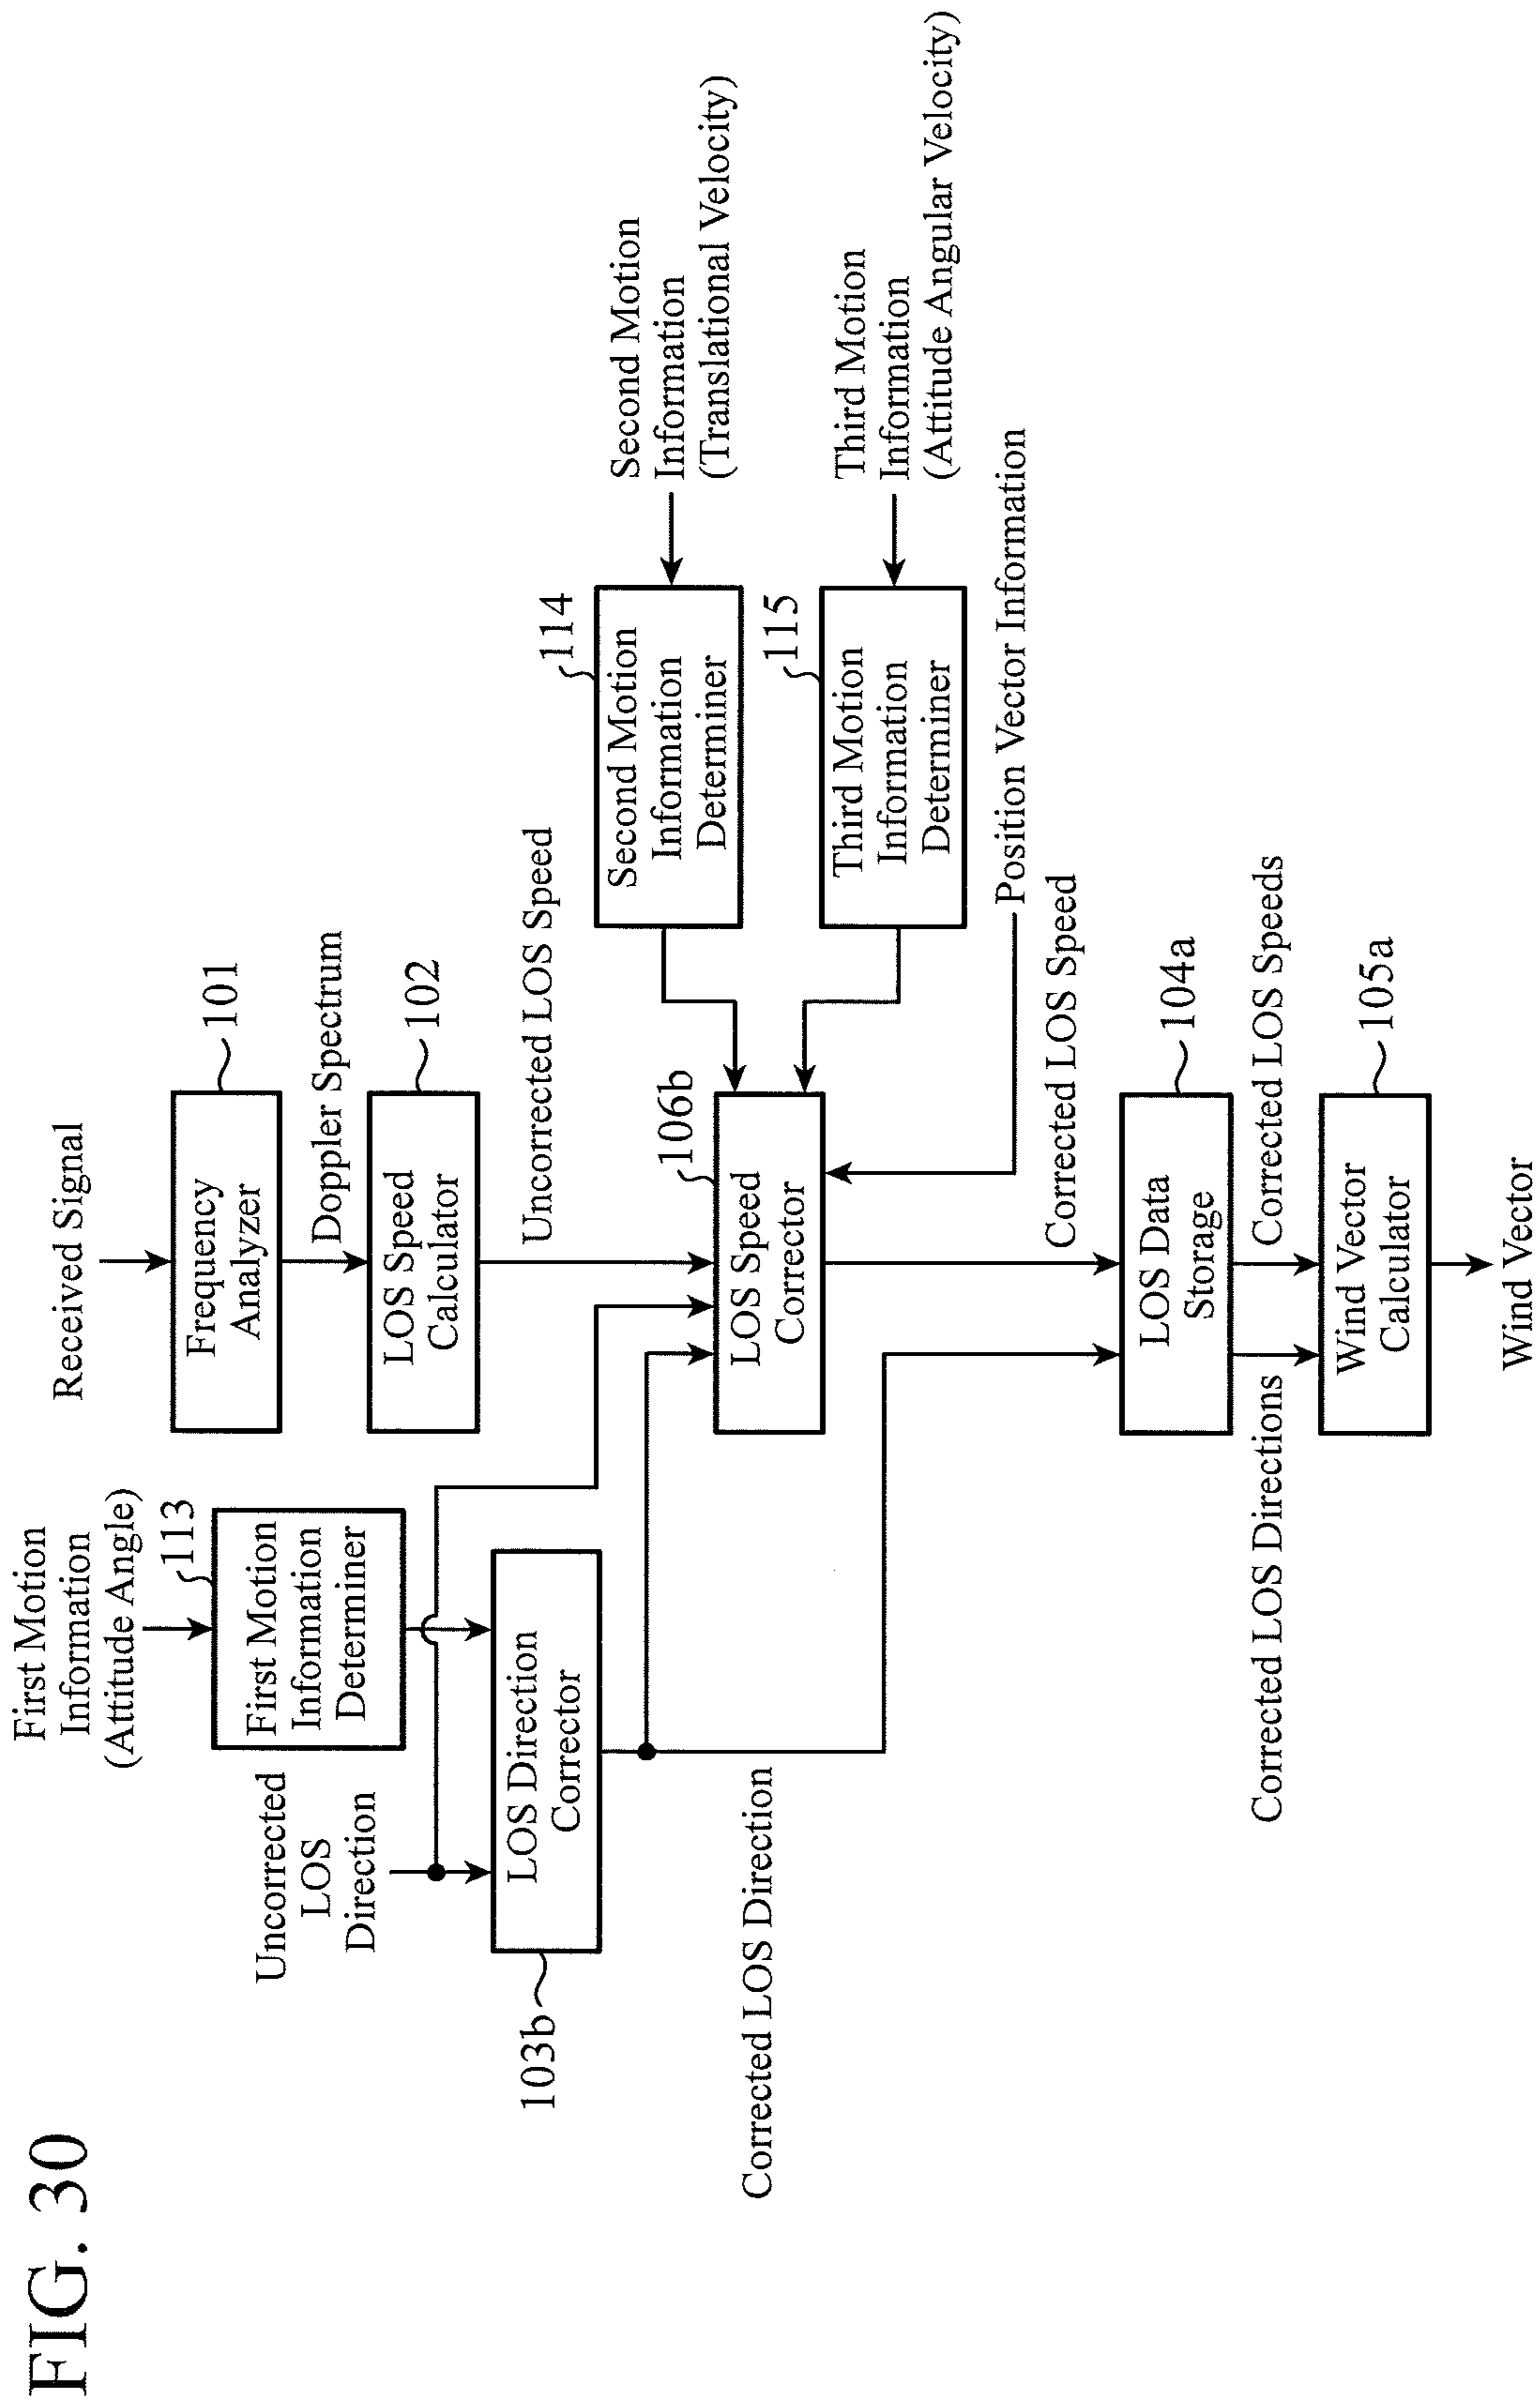 FIG. 30
First Motion
Information
(Attitude Angle)
113
First Motion
Information
Determiner
Uncorrected
LOS
Direction
103b
LOS Direction
Corrector
Corrected LOS Direction
Received Signal
101
Frequency
Analyzer
Doppler Spectrum
102
LOS Speed
Calculator
Uncorrected LOS Speed
106b
LOS Speed
Corrector
114
Second Motion
Information
Determiner
Second Motion
Information
(Translational Velocity)
115
Third Motion
Information
Determiner
Third Motion
Information
(Attitude Angular Velocity)
Position Vector Information
Corrected LOS Speed
104a
LOS Data
Storage
Corrected LOS Directions
Corrected LOS Speeds
105a
Wind Vector
Calculator
Wind Vector